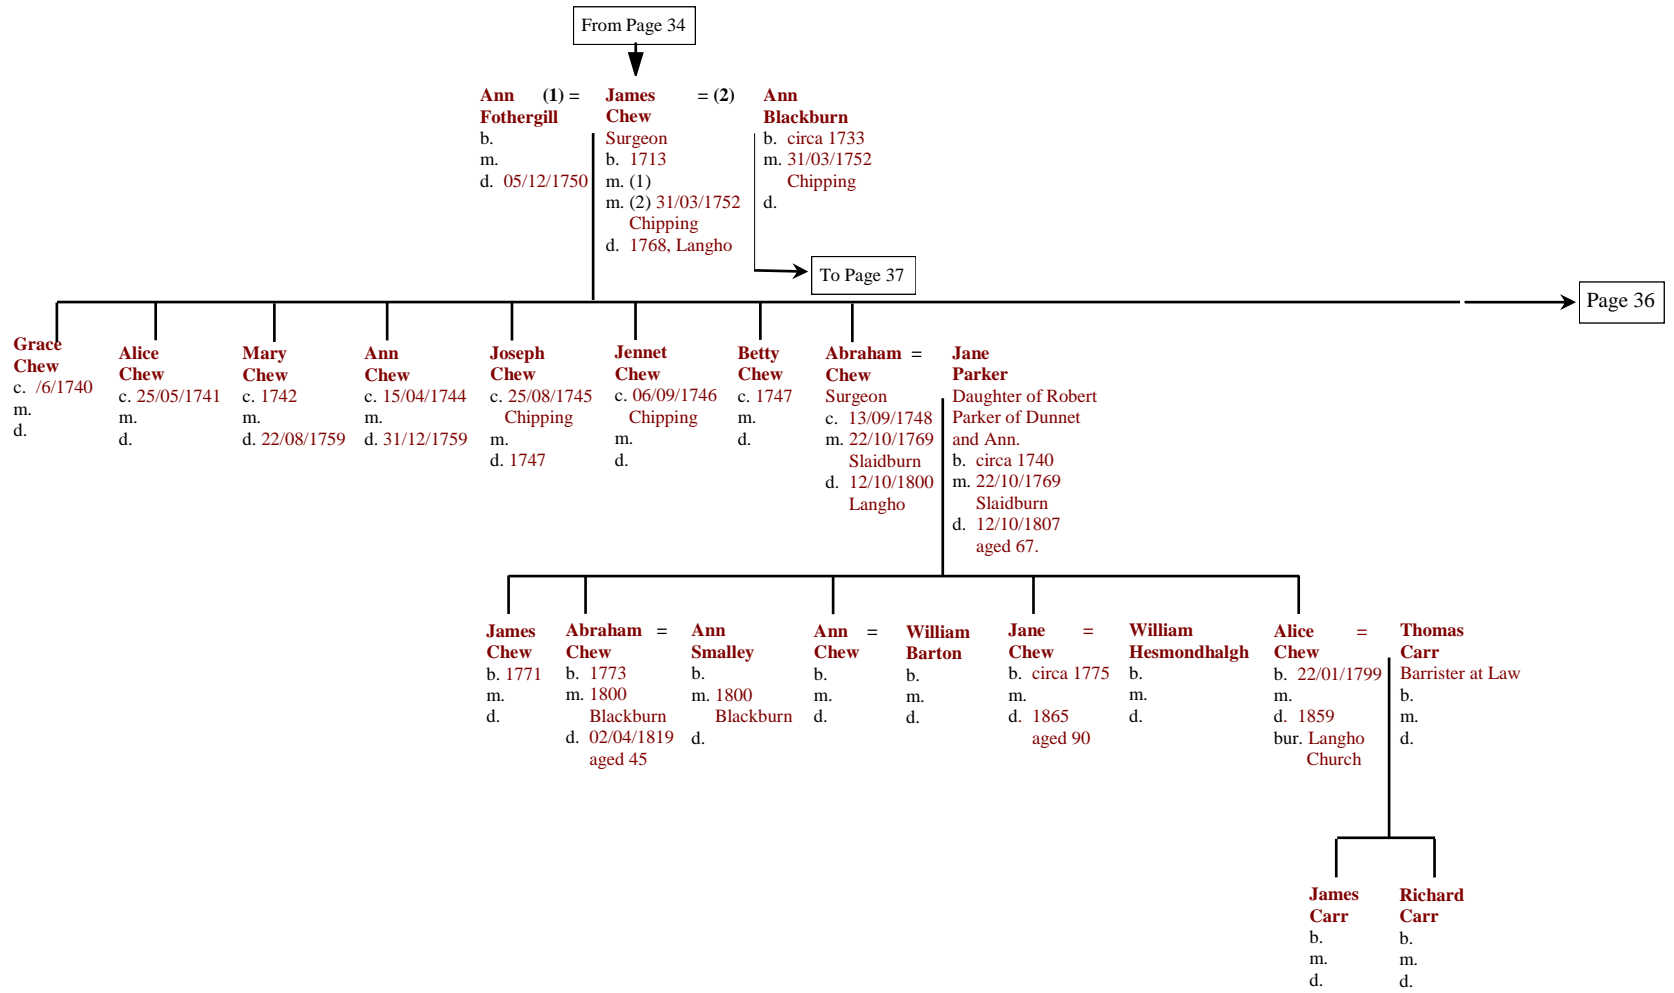 From Page 34
Ann (1) =
Fothergill
b.
m.
d. 05/12/1750
James = (2)
Chew
Surgeon
b. 1713
m. (1)
m. (2) 31/03/1752
Chipping
d. 1768, Langho
Ann
Blackburn
b. circa 1733
m. 31/03/1752
Chipping
d.
To Page 37
Page 36
Grace
Chew
c. /6/1740
m.
d.
Alice
Chew
c. 25/05/1741
m.
d.
Mary
Chew
c. 1742
m.
d. 22/08/1759
Ann
Chew
c. 15/04/1744
m.
d. 31/12/1759
Joseph
Chew
c. 25/08/1745
Chipping
m.
d. 1747
Jennet
Chew
c. 06/09/1746
Chipping
m.
d.
Betty
Chew
c. 1747
m.
d.
Abraham =
Chew
Surgeon
c. 13/09/1748
m. 22/10/1769
Slaidburn
d. 12/10/1800
Langho
Jane
Parker
Daughter of Robert
Parker of Dunnet
and Ann.
b. circa 1740
m. 22/10/1769
Slaidburn
d. 12/10/1807
aged 67.
James
Chew
b. 1771
m.
d.
Abraham =
Chew
b. 1773
m. 1800
Blackburn
d. 02/04/1819
aged 45
Ann
Smalley
b.
m. 1800
Blackburn
d.
Ann =
Chew
b.
m.
d.
William
Barton
b.
m.
d.
Jane =
Chew
b. circa 1775
m.
d. 1865
aged 90
William
Hesmondhalgh
b.
m.
d.
Alice =
Chew
b. 22/01/1799
m.
d. 1859
bur. Langho
Church
Thomas
Carr
Barrister at Law
b.
m.
d.
James
Carr
b.
m.
d.
Richard
Carr
b.
m.
d.